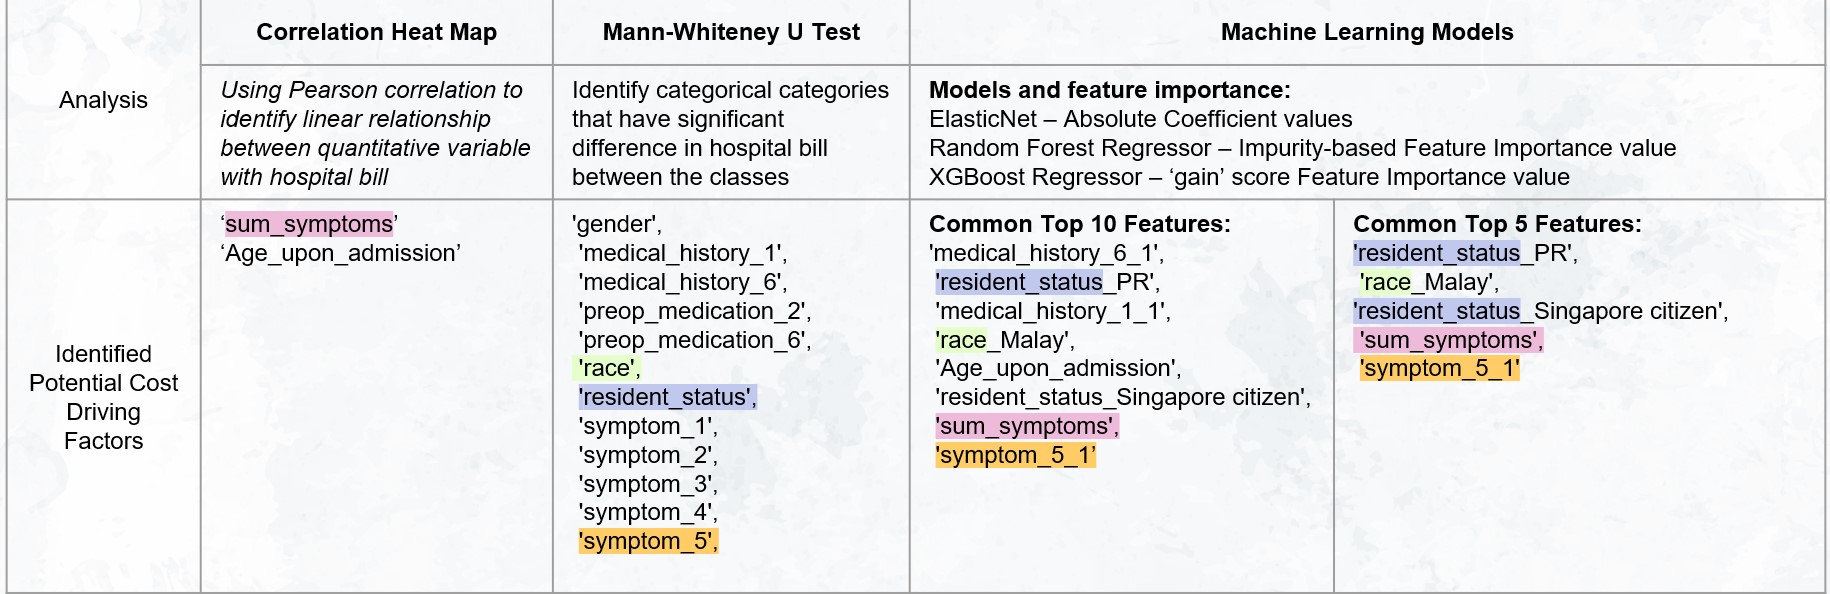 Correlation Heat Map
Mann-Whiteney U Test
Machine Learning Models
Analysis
Using Pearson correlation to
identify linear relationship
between quantitative variable
with hospital bill
Identify categorical categories
that have significant
difference in hospital bill
between the classes
Models and feature importance:
ElasticNet – Absolute Coefficient values
Random Forest Regressor – Impurity-based Feature Importance value
XGBoost Regressor – ‘gain’ score Feature Importance value
Identified
Potential Cost
Driving
Factors
‘sum_symptoms’
‘Age_upon_admission’
'gender',
'medical_history_1',
'medical_history_6',
'preop_medication_2',
'preop_medication_6',
'race',
'resident_status',
'symptom_1',
'symptom_2',
'symptom_3',
'symptom_4',
'symptom_5',
Common Top 10 Features:
'medical_history_6_1',
'resident_status_PR',
'medical_history_1_1',
'race_Malay',
'Age_upon_admission',
'resident_status_Singapore citizen',
'sum_symptoms',
'symptom_5_1’
Common Top 5 Features:
'resident_status_PR',
'race_Malay',
'resident_status_Singapore citizen',
'sum_symptoms',
'symptom_5_1'